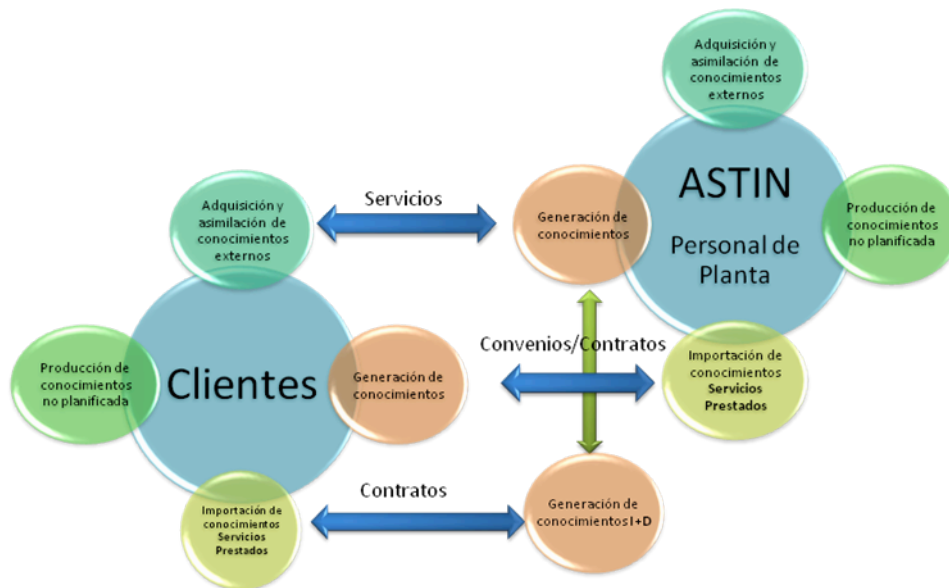 Adquisición y
asimilación de
conocimientos
externos
ASTIN
Personal de
Planta
Generación de
conocimientos
Producción de
conocimientos
no planificada
Importación de
conocimientos
Servicios
Prestados
Servicios
Convenios/Contratos
Adquisición y
asimilación de
conocimientos
externos
Clientes
Producción de
conocimientos
no planificada
Generación de
conocimientos
Importación de
conocimientos
Servicios
Prestados
Contratos
Generación de
conocimientos I+D